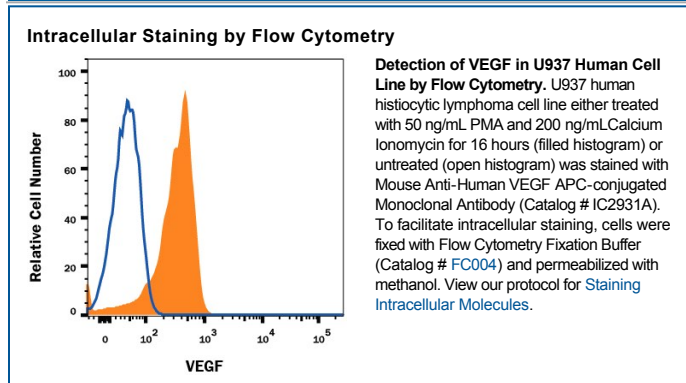 Intracellular Staining by Flow Cytometry
100
80
60
40
20
0
Relative Cell Number
0 10² 10³ 10⁴ 10⁵
VEGF
Detection of VEGF in U937 Human Cell
Line by Flow Cytometry. U937 human
histiocytic lymphoma cell line either treated
with 50 ng/mL PMA and 200 ng/mLCalcium
Ionomycin for 16 hours (filled histogram) or
untreated (open histogram) was stained with
Mouse Anti-Human VEGF APC-conjugated
Monoclonal Antibody (Catalog # IC2931A).
To facilitate intracellular staining, cells were
fixed with Flow Cytometry Fixation Buffer
(Catalog # FC004) and permeabilized with
methanol. View our protocol for Staining
Intracellular Molecules.